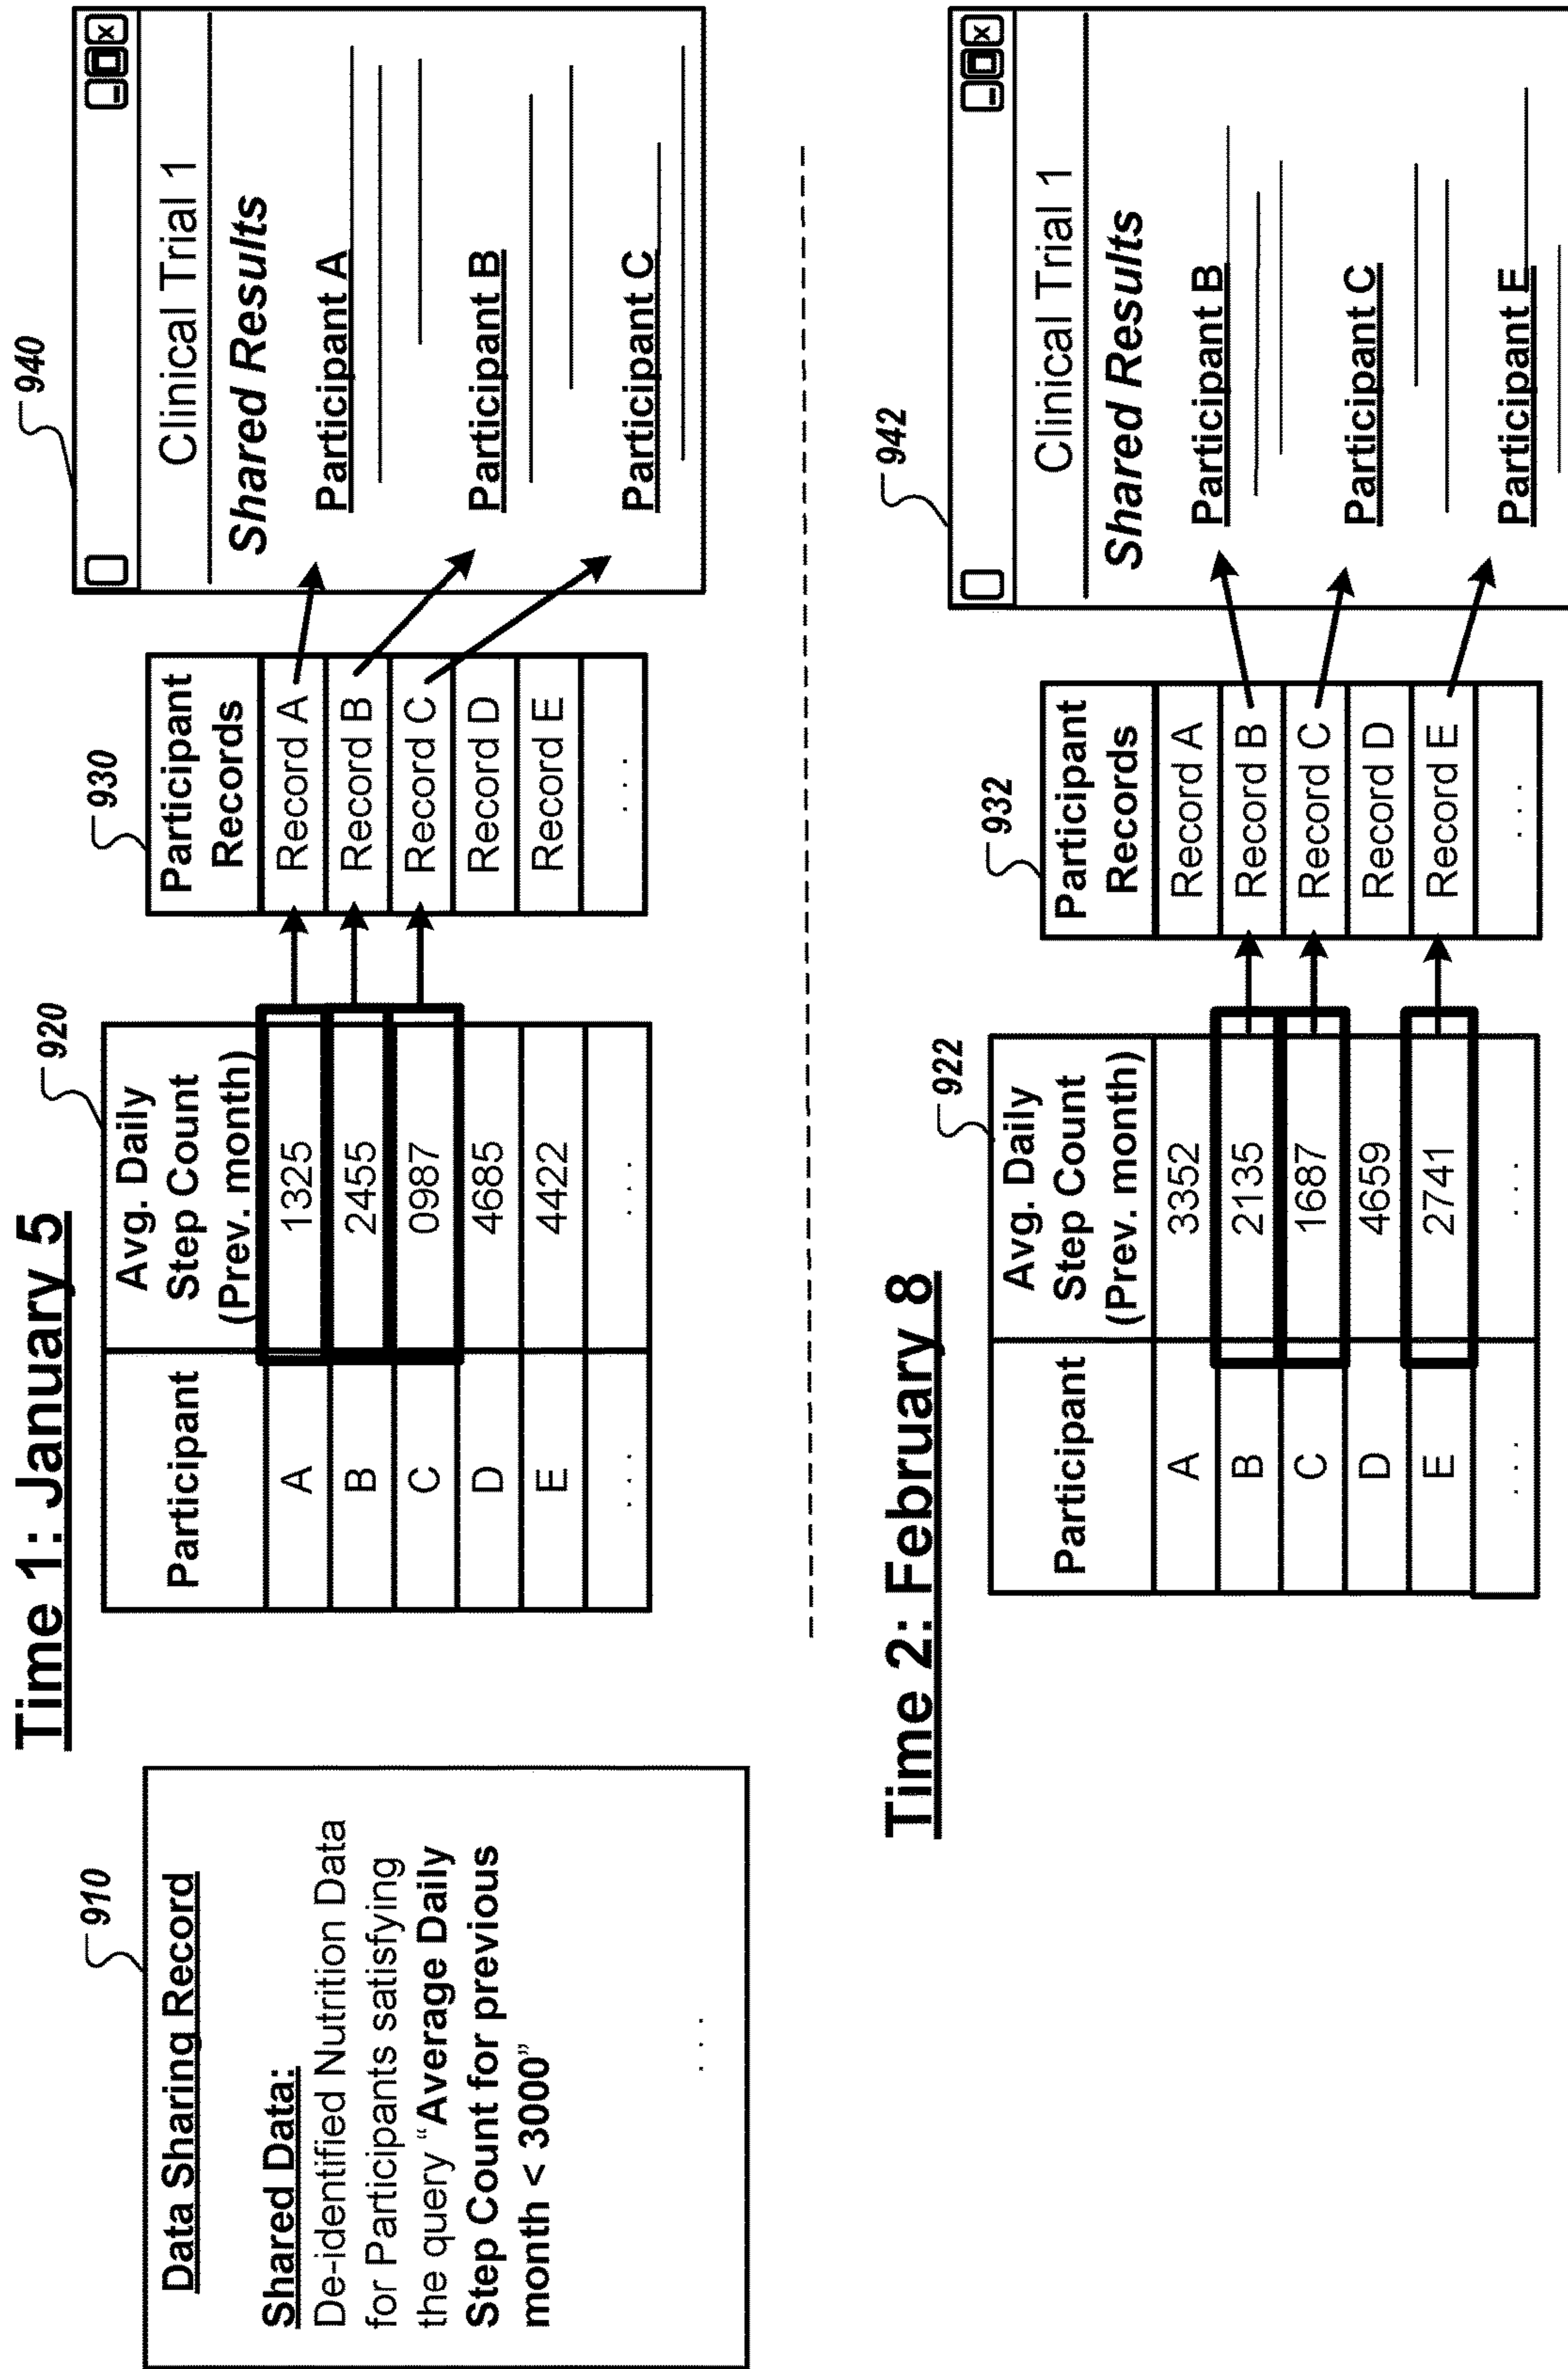 910
Data Sharing Record
Shared Data:
De-identified Nutrition Data
for Participants satisfying
the query “Average Daily
Step Count for previous
month < 3000”
. . .
Time 1: January 5
920
Participant
Avg. Daily
Step Count
(Prev. month)
A 1325
B 2455
C 0987
D 4685
E 4422
. . . . . .
930
Participant
Records
Record A
Record B
Record C
Record D
Record E
. . .
940
_ x
Clinical Trial 1
Shared Results
Participant A
Participant B
Participant C
Time 2: February 8
922
Participant
Avg. Daily
Step Count
(Prev. month)
A 3352
B 2135
C 1687
D 4659
E 2741
. . . . . .
932
Participant
Records
Record A
Record B
Record C
Record D
Record E
. . .
942
_ x
Clinical Trial 1
Shared Results
Participant B
Participant C
Participant E